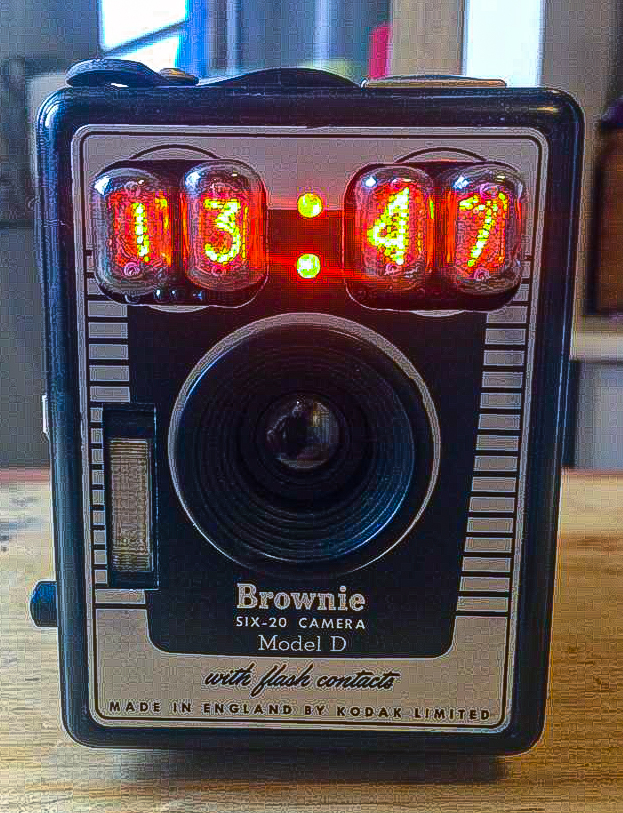 13:47
Brownie
SIX-20 CAMERA
Model D
with flash contacts
MADE IN ENGLAND BY KODAK LIMITED